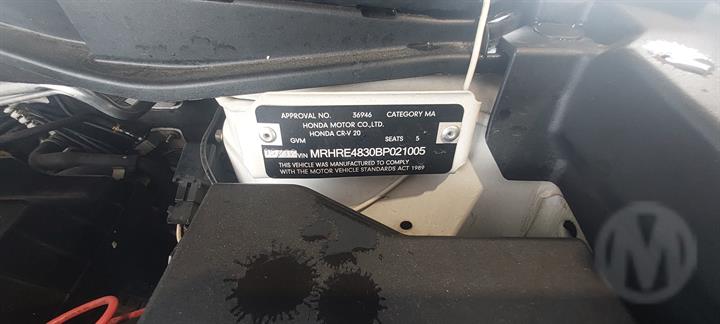 APPROVAL NO. 36946 CATEGORY MA
HONDA MOTOR CO.,LTD.
HONDA CR-V 20
GVM SEATS 5
VIN MRHRE4830BP021005
THIS VEHICLE WAS MANUFACTURED TO COMPLY
WITH THE MOTOR VEHICLE STANDARDS ACT 1989
M